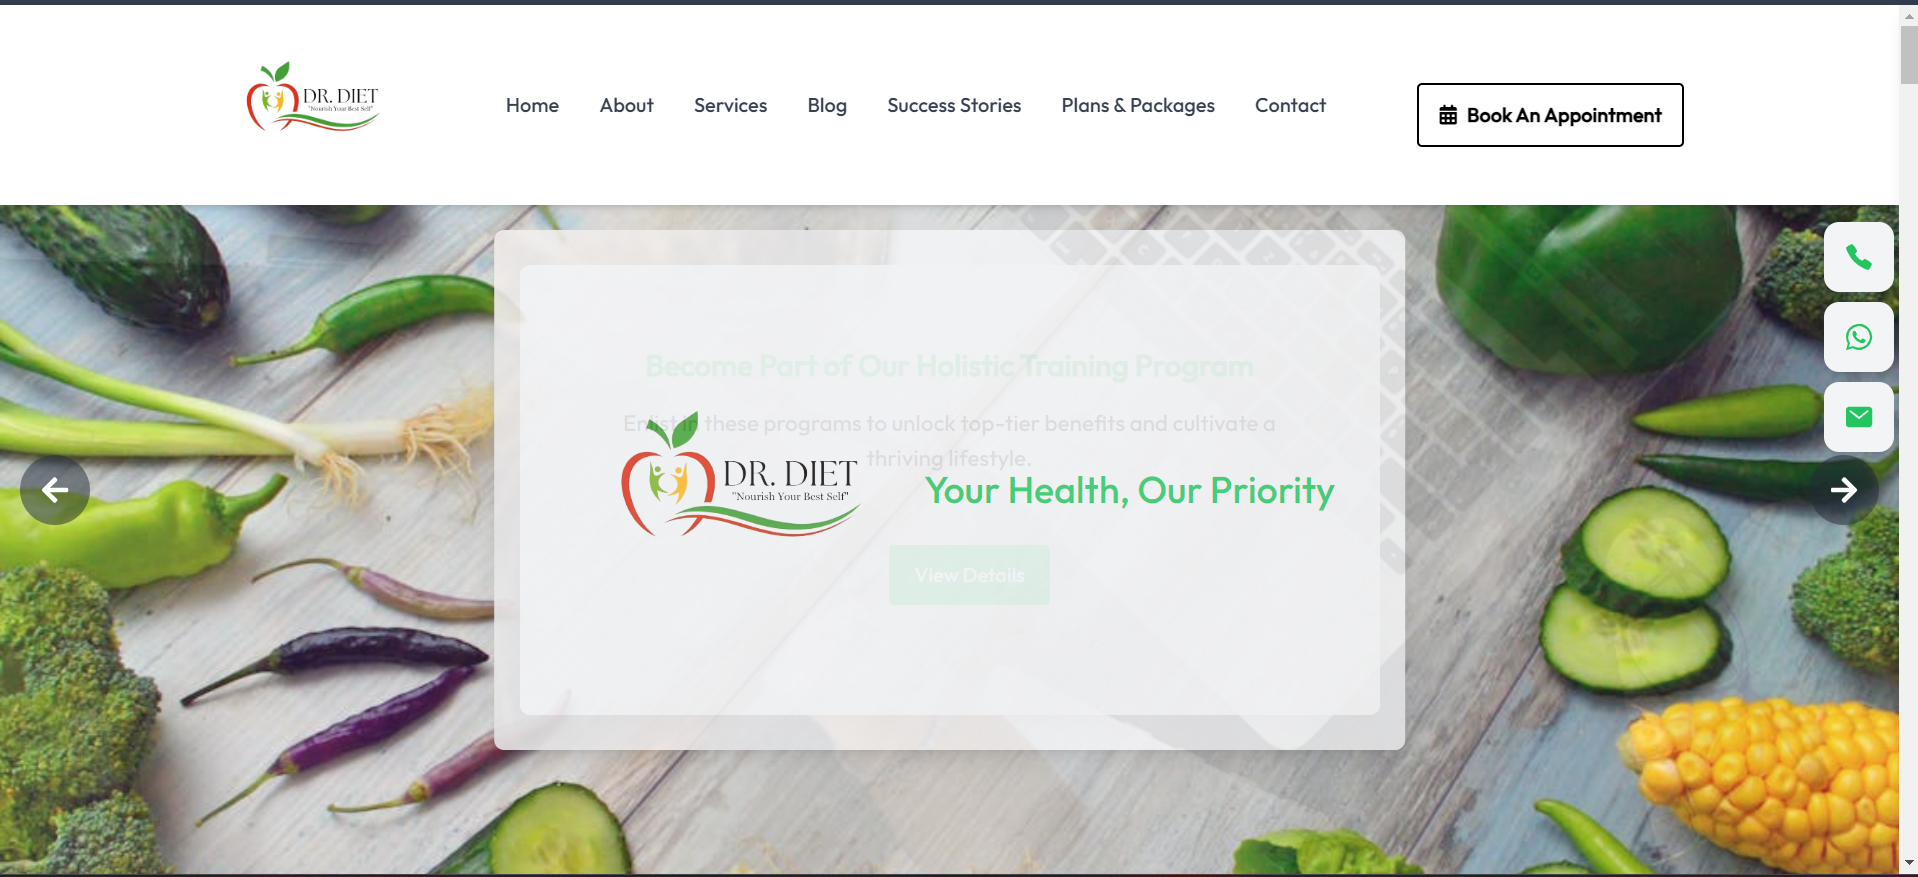 DR. DIET
"Nourish Your Best Self"
Home About Services Blog Success Stories Plans & Packages Contact
Book An Appointment
Become Part of Our Holistic Training Program
Enlist in these programs to unlock top-tier benefits and cultivate a
thriving lifestyle.
DR. DIET
"Nourish Your Best Self"
Your Health, Our Priority
View Details